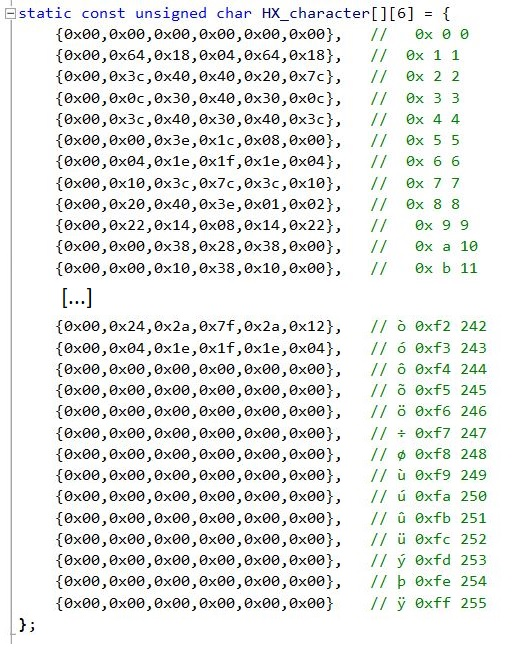 static const unsigned char HX_character[][6] = {
{0x00,0x00,0x00,0x00,0x00,0x00}, // 0x 0 0
{0x00,0x64,0x18,0x04,0x64,0x18}, // 0x 1 1
{0x00,0x3c,0x40,0x40,0x20,0x7c}, // 0x 2 2
{0x00,0x0c,0x30,0x40,0x30,0x0c}, // 0x 3 3
{0x00,0x3c,0x40,0x30,0x40,0x3c}, // 0x 4 4
{0x00,0x00,0x3e,0x1c,0x08,0x00}, // 0x 5 5
{0x00,0x04,0x1e,0x1f,0x1e,0x04}, // 0x 6 6
{0x00,0x10,0x3c,0x7c,0x3c,0x10}, // 0x 7 7
{0x00,0x20,0x40,0x3e,0x01,0x02}, // 0x 8 8
{0x00,0x22,0x14,0x08,0x14,0x22}, // 0x 9 9
{0x00,0x00,0x38,0x28,0x38,0x00}, // 0x a 10
{0x00,0x00,0x10,0x38,0x10,0x00}, // 0x b 11
[...]
{0x00,0x24,0x2a,0x7f,0x2a,0x12}, // ò 0xf2 242
{0x00,0x04,0x1e,0x1f,0x1e,0x04}, // ó 0xf3 243
{0x00,0x00,0x00,0x00,0x00,0x00}, // ô 0xf4 244
{0x00,0x00,0x00,0x00,0x00,0x00}, // õ 0xf5 245
{0x00,0x00,0x00,0x00,0x00,0x00}, // ö 0xf6 246
{0x00,0x00,0x00,0x00,0x00,0x00}, // ÷ 0xf7 247
{0x00,0x00,0x00,0x00,0x00,0x00}, // ø 0xf8 248
{0x00,0x00,0x00,0x00,0x00,0x00}, // ù 0xf9 249
{0x00,0x00,0x00,0x00,0x00,0x00}, // ú 0xfa 250
{0x00,0x00,0x00,0x00,0x00,0x00}, // û 0xfb 251
{0x00,0x00,0x00,0x00,0x00,0x00}, // ü 0xfc 252
{0x00,0x00,0x00,0x00,0x00,0x00}, // ý 0xfd 253
{0x00,0x00,0x00,0x00,0x00,0x00}, // þ 0xfe 254
{0x00,0x00,0x00,0x00,0x00,0x00} // ÿ 0xff 255
};